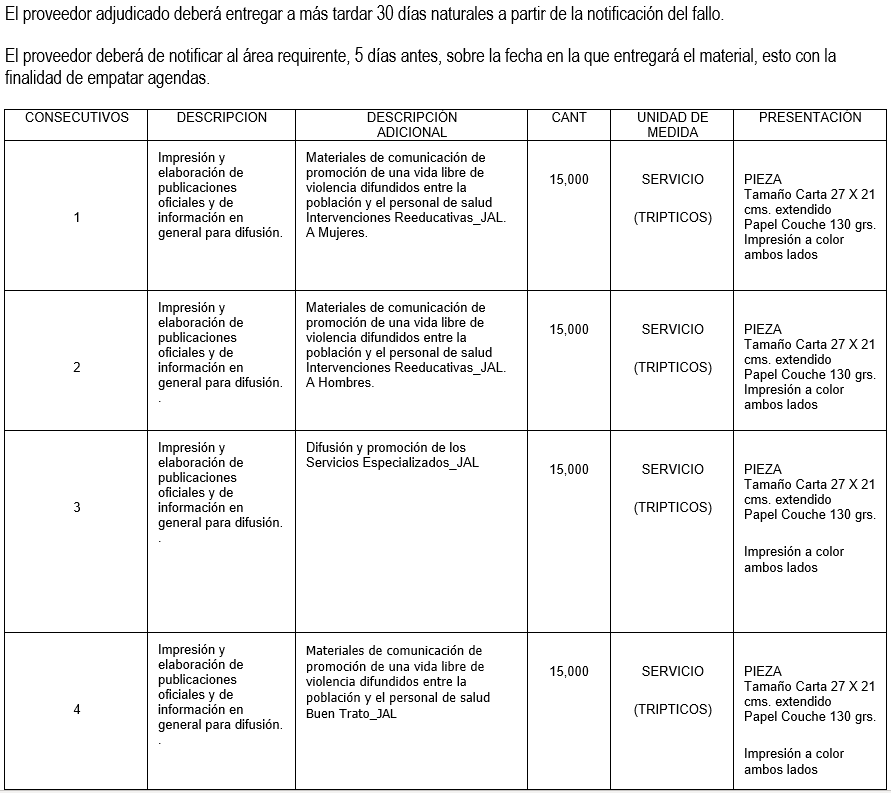 El proveedor adjudicado deberá entregar a más tardar 30 días naturales a partir de la notificación del fallo.
El proveedor deberá de notificar al área requirente, 5 días antes, sobre la fecha en la que entregará el material, esto con la
finalidad de empatar agendas.
CONSECUTIVOS
DESCRIPCION
DESCRIPCIÓN
ADICIONAL
CANT
UNIDAD DE
MEDIDA
PRESENTACIÓN
1
Impresión y
elaboración de
publicaciones
oficiales y de
información en
general para difusión.
Materiales de comunicación de
promoción de una vida libre de
violencia difundidos entre la
población y el personal de salud
Intervenciones Reeducativas_JAL.
A Mujeres.
15,000
SERVICIO
(TRIPTICOS)
PIEZA
Tamaño Carta 27 X 21
cms. extendido
Papel Couche 130 grs.
Impresión a color
ambos lados
2
Impresión y
elaboración de
publicaciones
oficiales y de
información en
general para difusión.
.
Materiales de comunicación de
promoción de una vida libre de
violencia difundidos entre la
población y el personal de salud
Intervenciones Reeducativas_JAL.
A Hombres.
15,000
SERVICIO
(TRIPTICOS)
PIEZA
Tamaño Carta 27 X 21
cms. extendido
Papel Couche 130 grs.
Impresión a color
ambos lados
3
Impresión y
elaboración de
publicaciones
oficiales y de
información en
general para difusión.
.
Difusión y promoción de los
Servicios Especializados_JAL
15,000
SERVICIO
(TRIPTICOS)
PIEZA
Tamaño Carta 27 X 21
cms. extendido
Papel Couche 130 grs.
Impresión a color
ambos lados
4
Impresión y
elaboración de
publicaciones
oficiales y de
información en
general para difusión.
.
Materiales de comunicación de
promoción de una vida libre de
violencia difundidos entre la
población y el personal de salud
Buen Trato_JAL
15,000
SERVICIO
(TRIPTICOS)
PIEZA
Tamaño Carta 27 X 21
cms. extendido
Papel Couche 130 grs.
Impresión a color
ambos lados